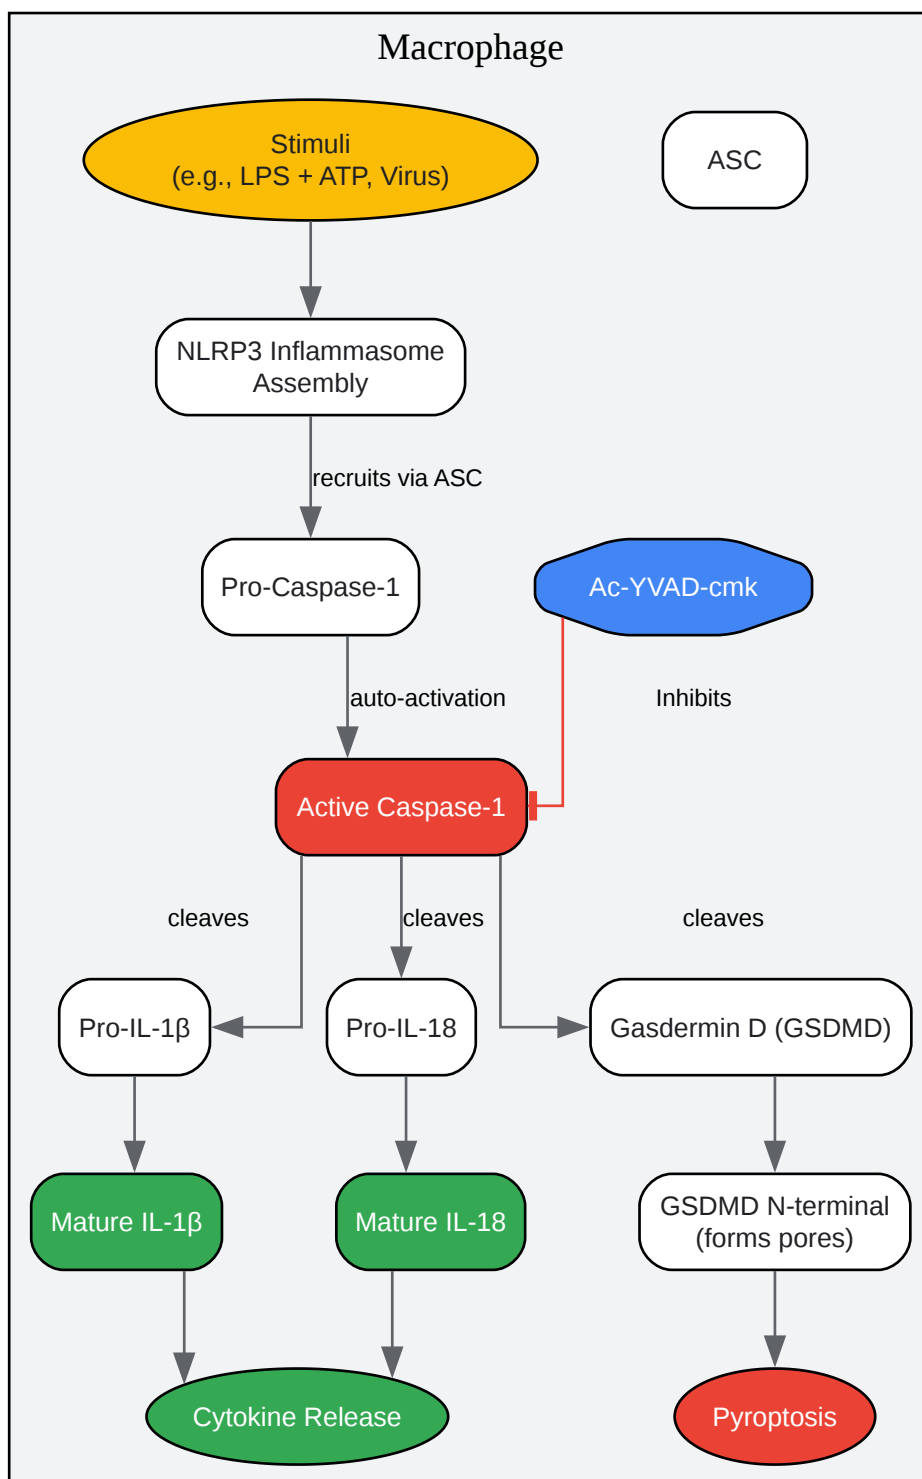 Macrophage
Stimuli
(e.g., LPS + ATP, Virus)
ASC
NLRP3 Inflammasome
Assembly
recruits via ASC
Pro-Caspase-1
Ac-YVAD-cmk
auto-activation
Inhibits
Active Caspase-1
cleaves
cleaves
cleaves
Pro-IL-1β
Pro-IL-18
Gasdermin D (GSDMD)
Mature IL-1β
Mature IL-18
GSDMD N-terminal
(forms pores)
Cytokine Release
Pyroptosis